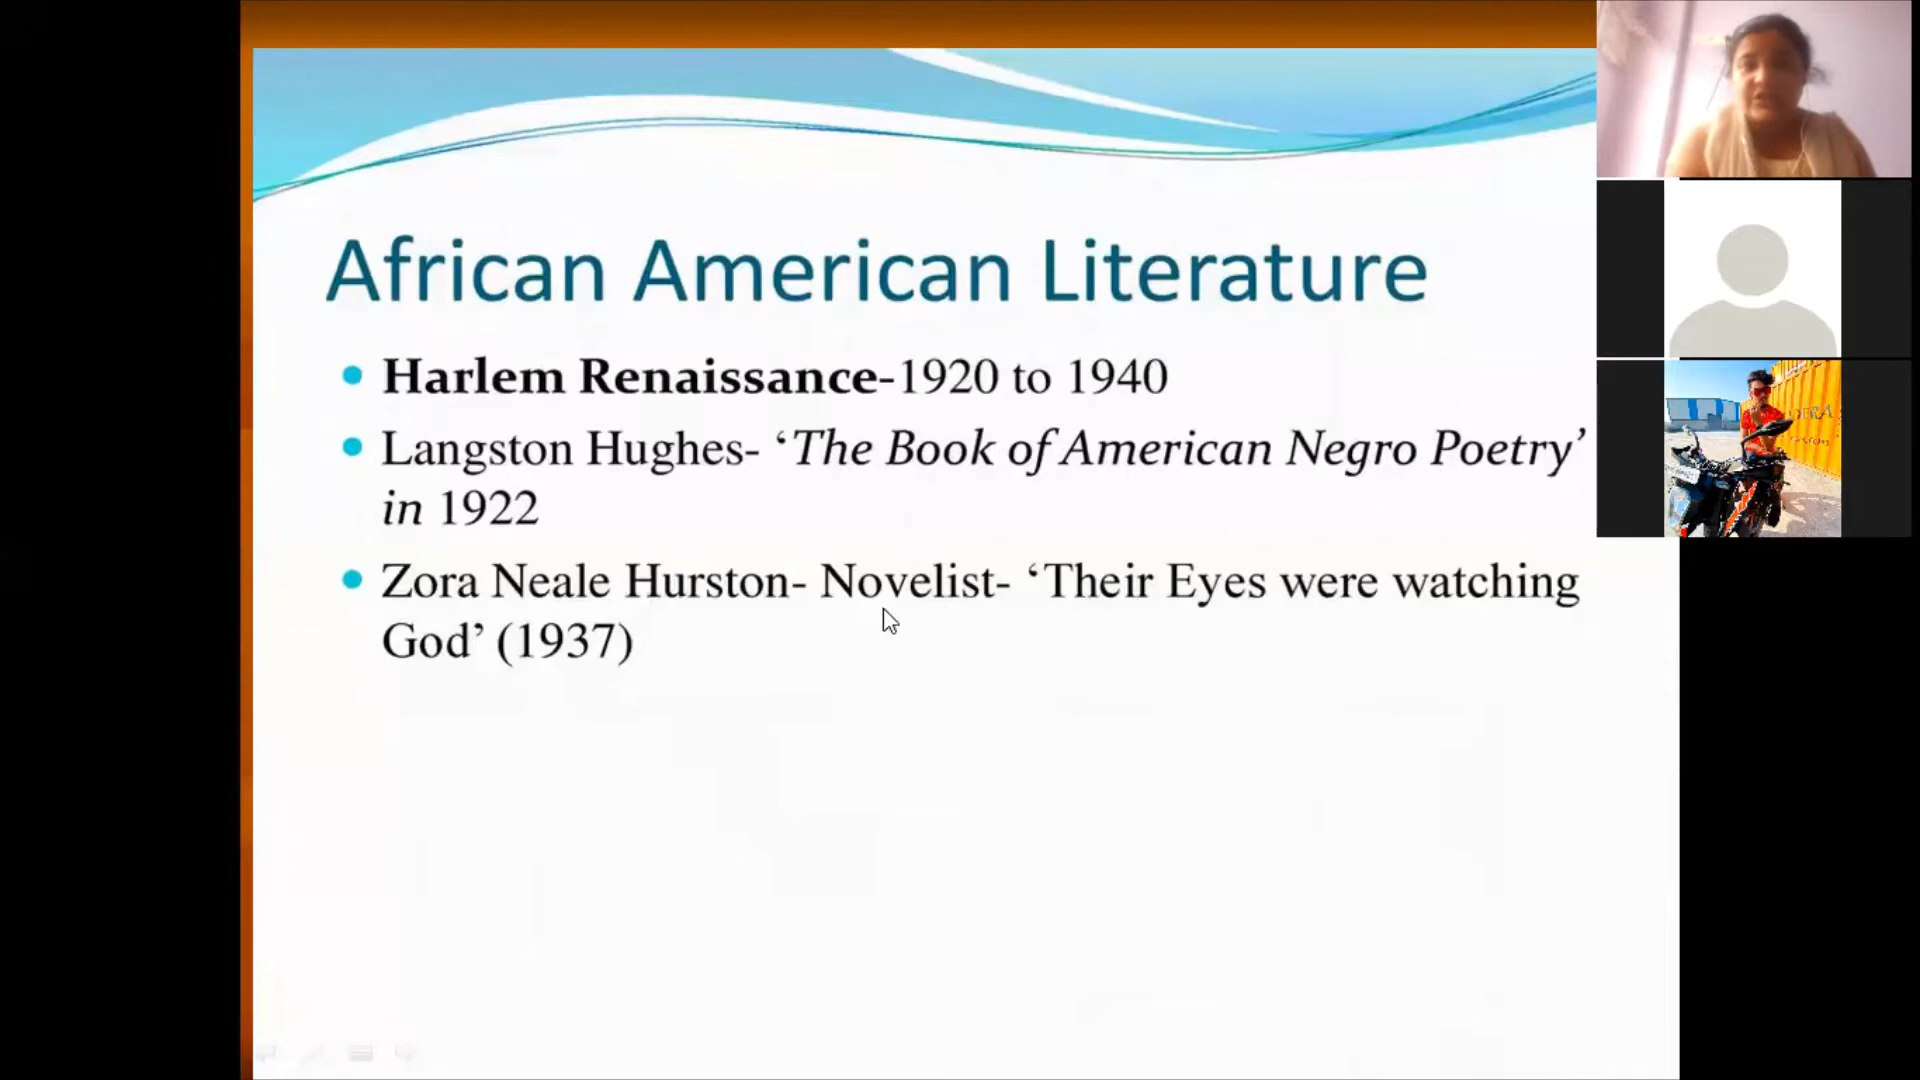 African American Literature
Harlem Renaissance-1920 to 1940
Langston Hughes- ‘The Book of American Negro Poetry’
in 1922
Zora Neale Hurston- Novelist- ‘Their Eyes were watching
God’ (1937)